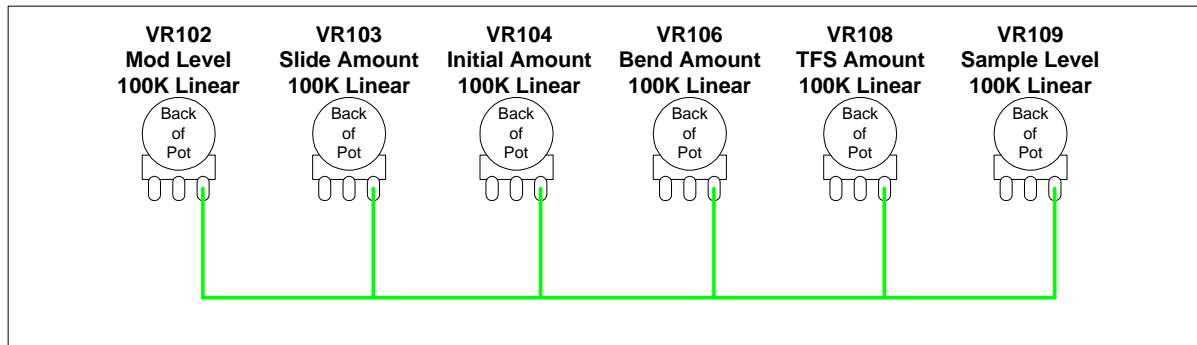 VR102 VR103 VR104 VR106 VR108 VR109
Mod Level Slide Amount Initial Amount Bend Amount TFS Amount Sample Level
100K Linear 100K Linear 100K Linear 100K Linear 100K Linear 100K Linear
Back Back Back Back Back Back
of of of of of of
Pot Pot Pot Pot Pot Pot